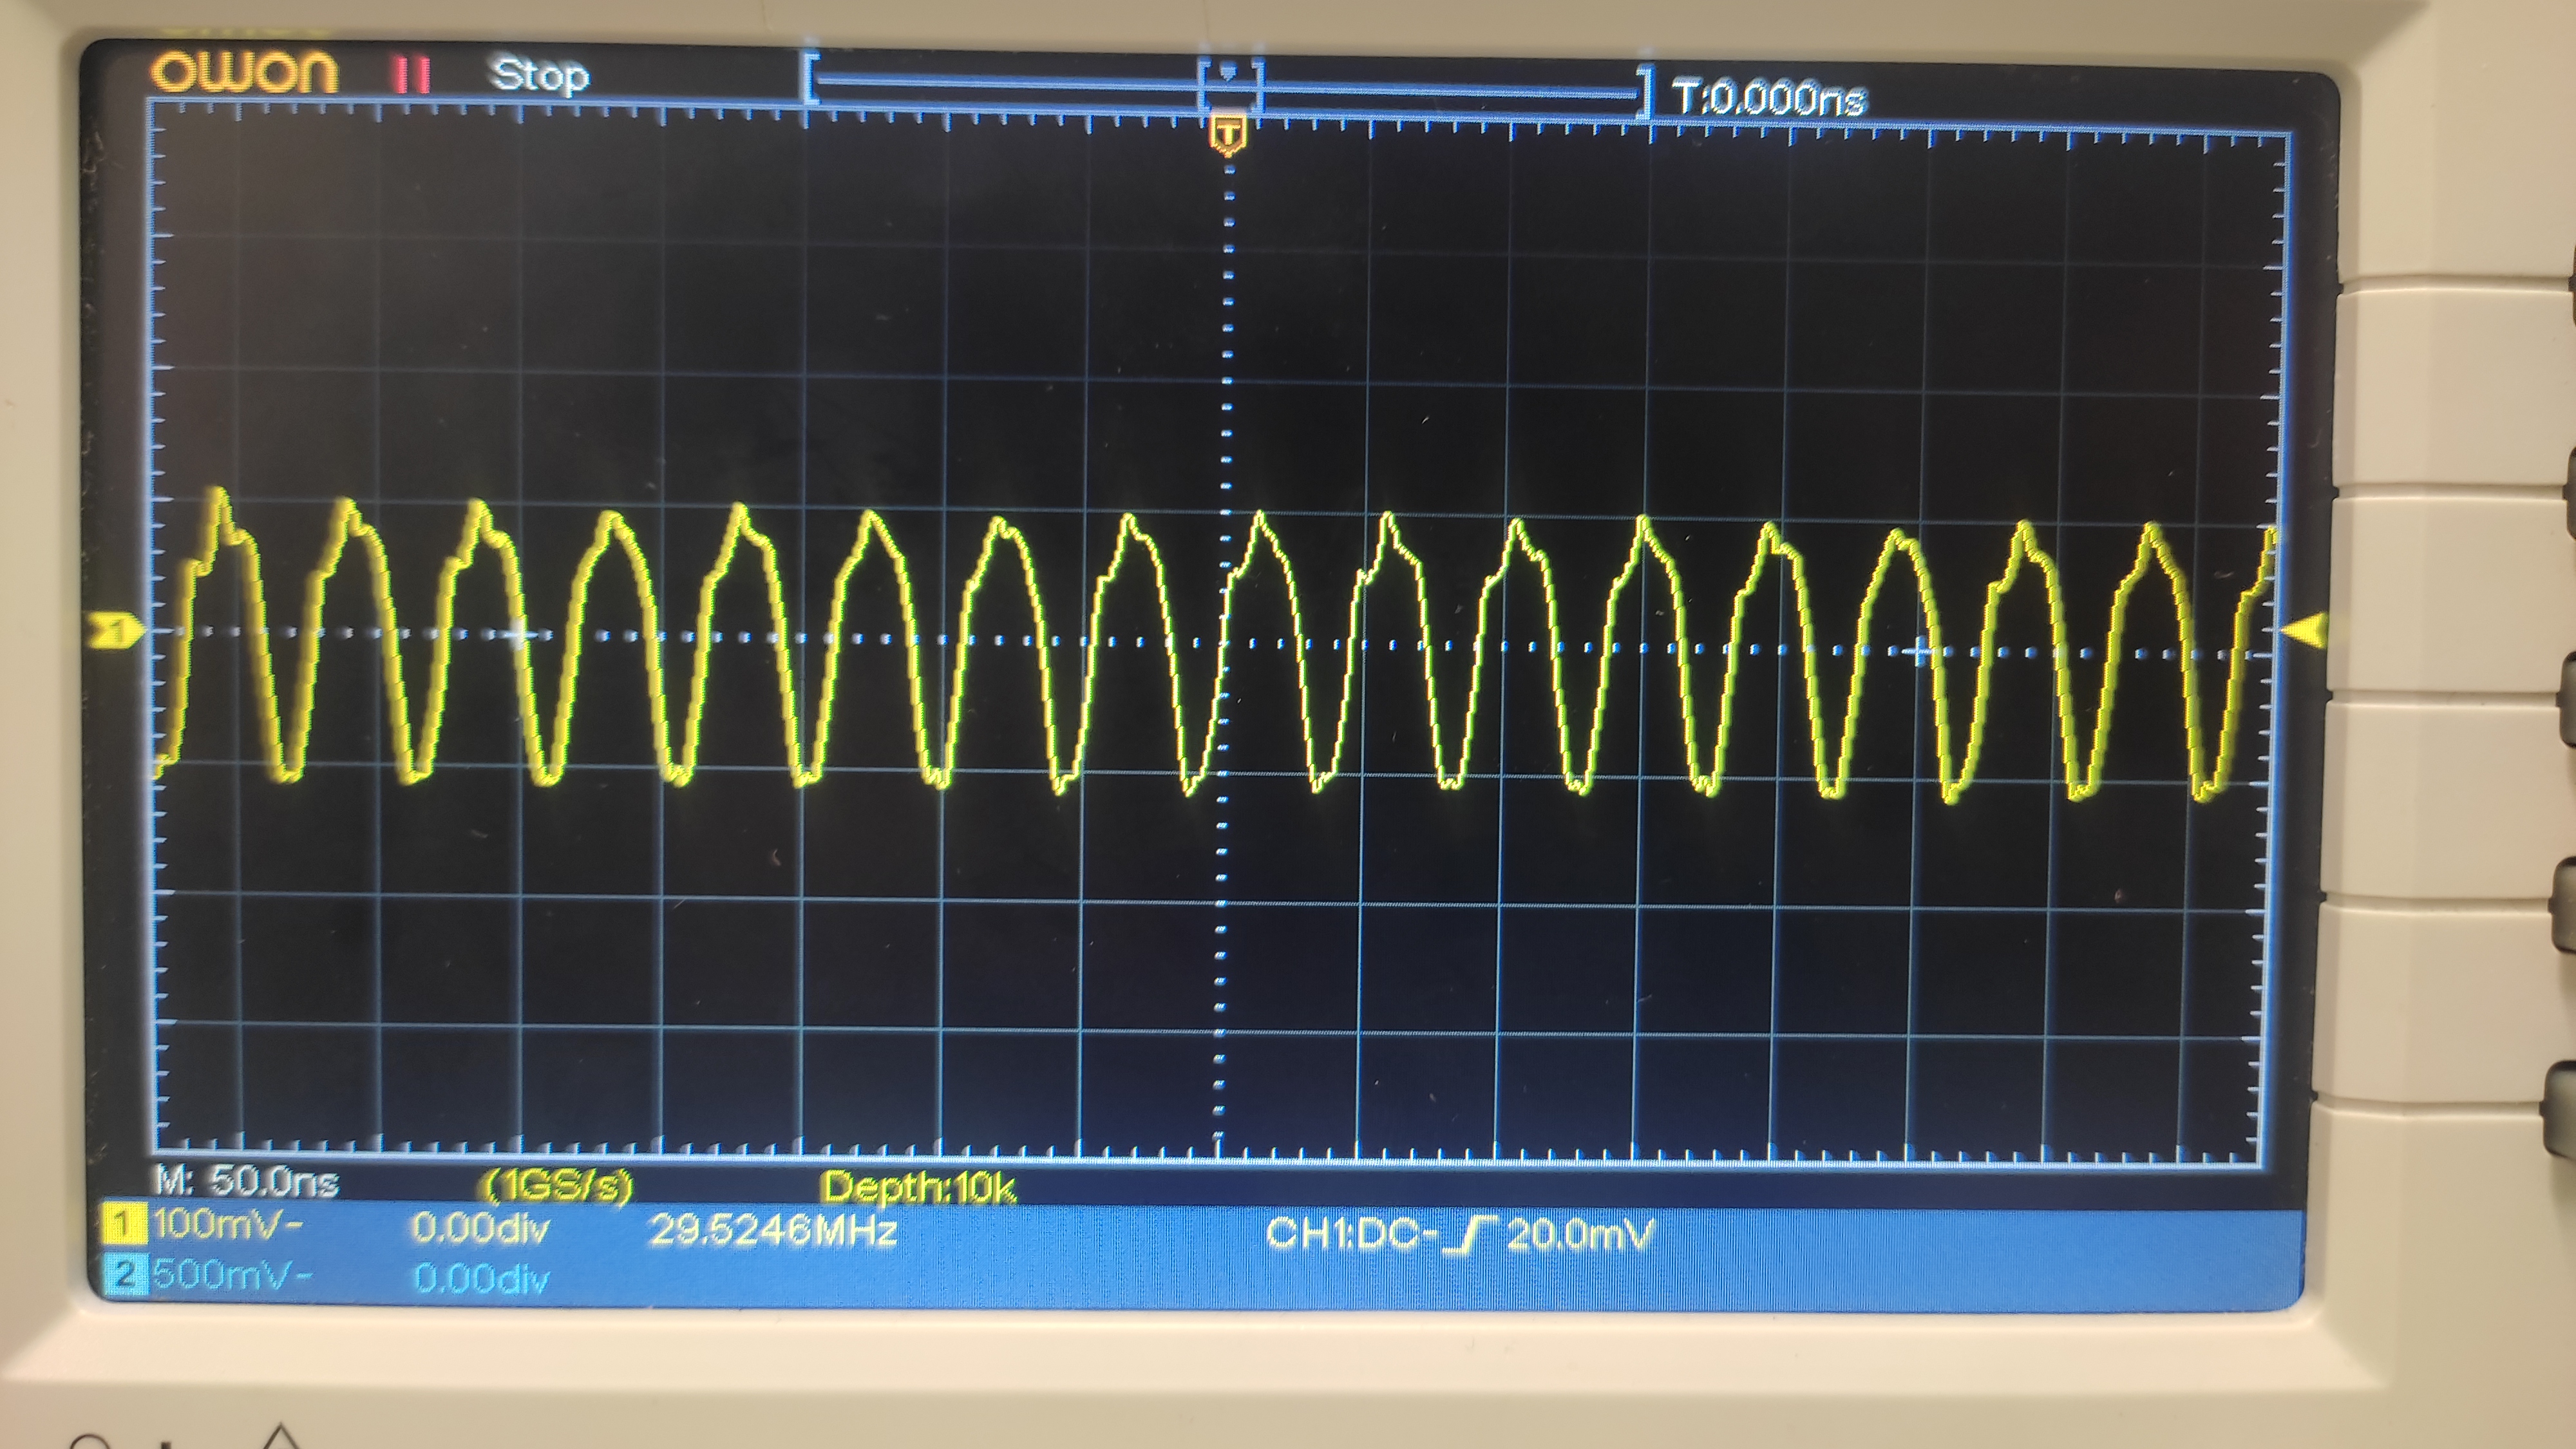 owon Stop T:0.000ns
T
1
M: 50.0ns (1GS/s) Depth:10k
1 100mV- 0.00div 29.5246MHz CH1:DC- 20.0mV
2 500mV- 0.00div